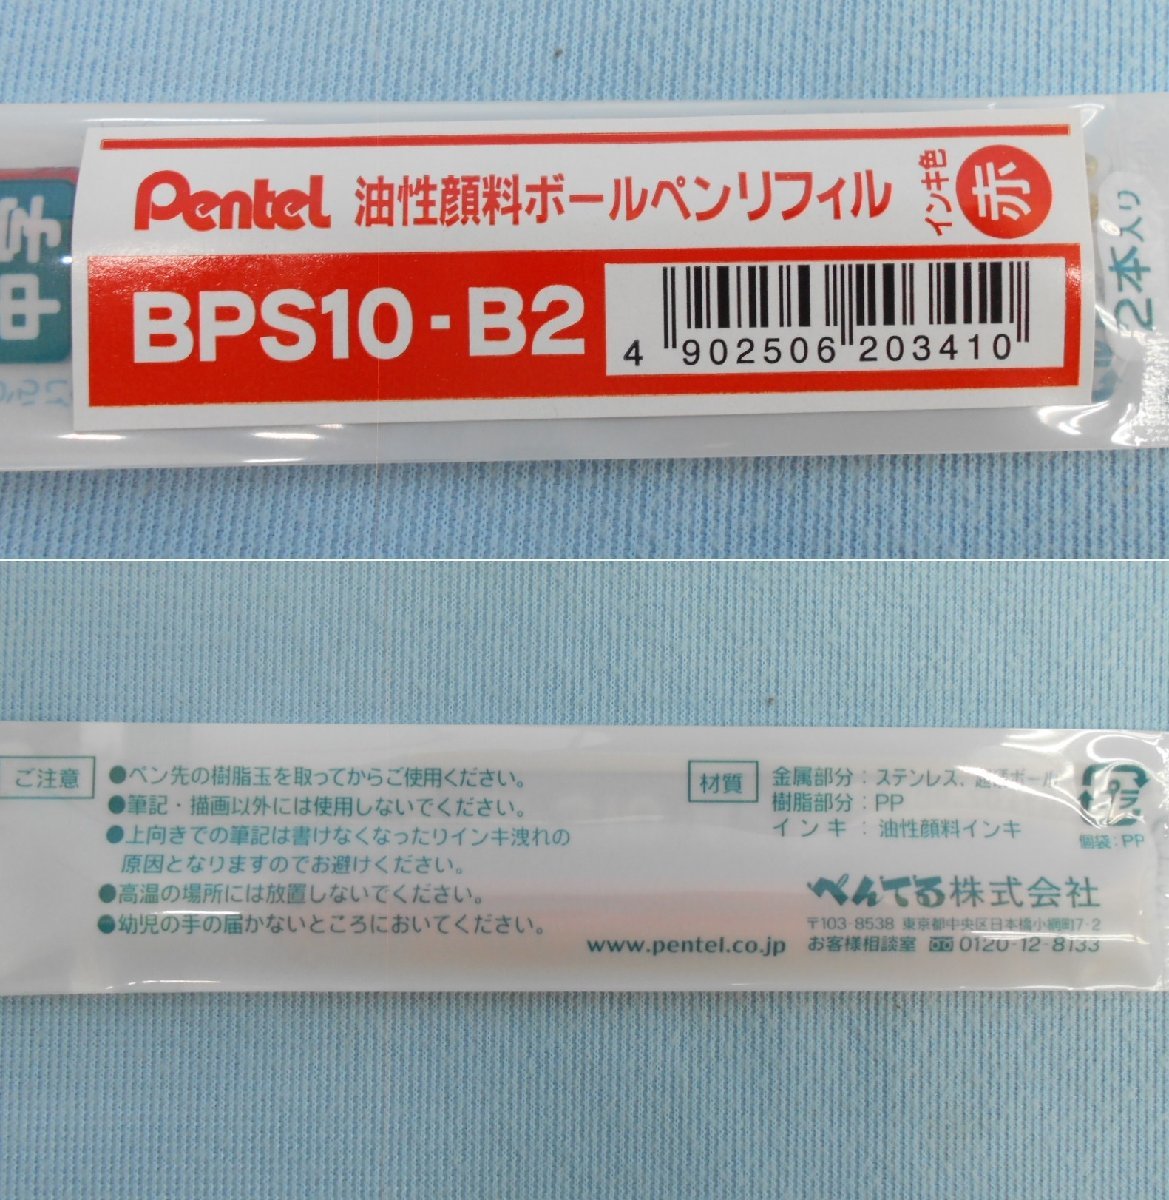 中字
Pentel 油性顔料ボールペンリフィル
インキ色 赤
BPS10-B2
4 902506 203410
2本入り
ご注意
●ペン先の樹脂玉を取ってからご使用ください。
●筆記・描画以外には使用しないでください。
●上向きでの筆記は書けなくなったりインキ洩れの
原因となりますのでお避けください。
●高温の場所には放置しないでください。
●幼児の手の届かないところにおいてください。
材質
金属部分:ステンレス、超硬ボール
樹脂部分:PP
インキ:油性顔料インキ
プラ
個袋:PP
ぺんてる株式会社
〒103-8538 東京都中央区日本橋小網町7-2
www.pentel.co.jp
お客様相談室 0120-12-8133